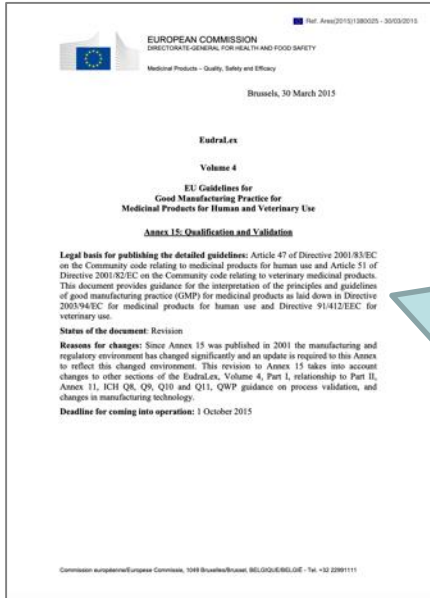 Ref. Ares(2015)1380025 - 30/03/2015
EUROPEAN COMMISSION
DIRECTORATE-GENERAL FOR HEALTH AND FOOD SAFETY
Medicinal Products – Quality, Safety and Efficacy
Brussels, 30 March 2015
EudraLex
Volume 4
EU Guidelines for
Good Manufacturing Practice for
Medicinal Products for Human and Veterinary Use
Annex 15: Qualification and Validation
Legal basis for publishing the detailed guidelines: Article 47 of Directive 2001/83/EC
on the Community code relating to medicinal products for human use and Article 51 of
Directive 2001/82/EC on the Community code relating to veterinary medicinal products.
This document provides guidance for the interpretation of the principles and guidelines
of good manufacturing practice (GMP) for medicinal products as laid down in Directive
2003/94/EC for medicinal products for human use and Directive 91/412/EEC for
veterinary use.
Status of the document: Revision
Reasons for changes: Since Annex 15 was published in 2001 the manufacturing and
regulatory environment has changed significantly and an update is required to this Annex
to reflect this changed environment. This revision to Annex 15 takes into account
changes to other sections of the EudraLex, Volume 4, Part I, relationship to Part II,
Annex 11, ICH Q8, Q9, Q10 and Q11, QWP guidance on process validation, and
changes in manufacturing technology.
Deadline for coming into operation: 1 October 2015
Commission européenne/Europese Commissie, 1049 Bruxelles/Brussel, BELGIQUE/BELGIË - Tel. +32 22991111